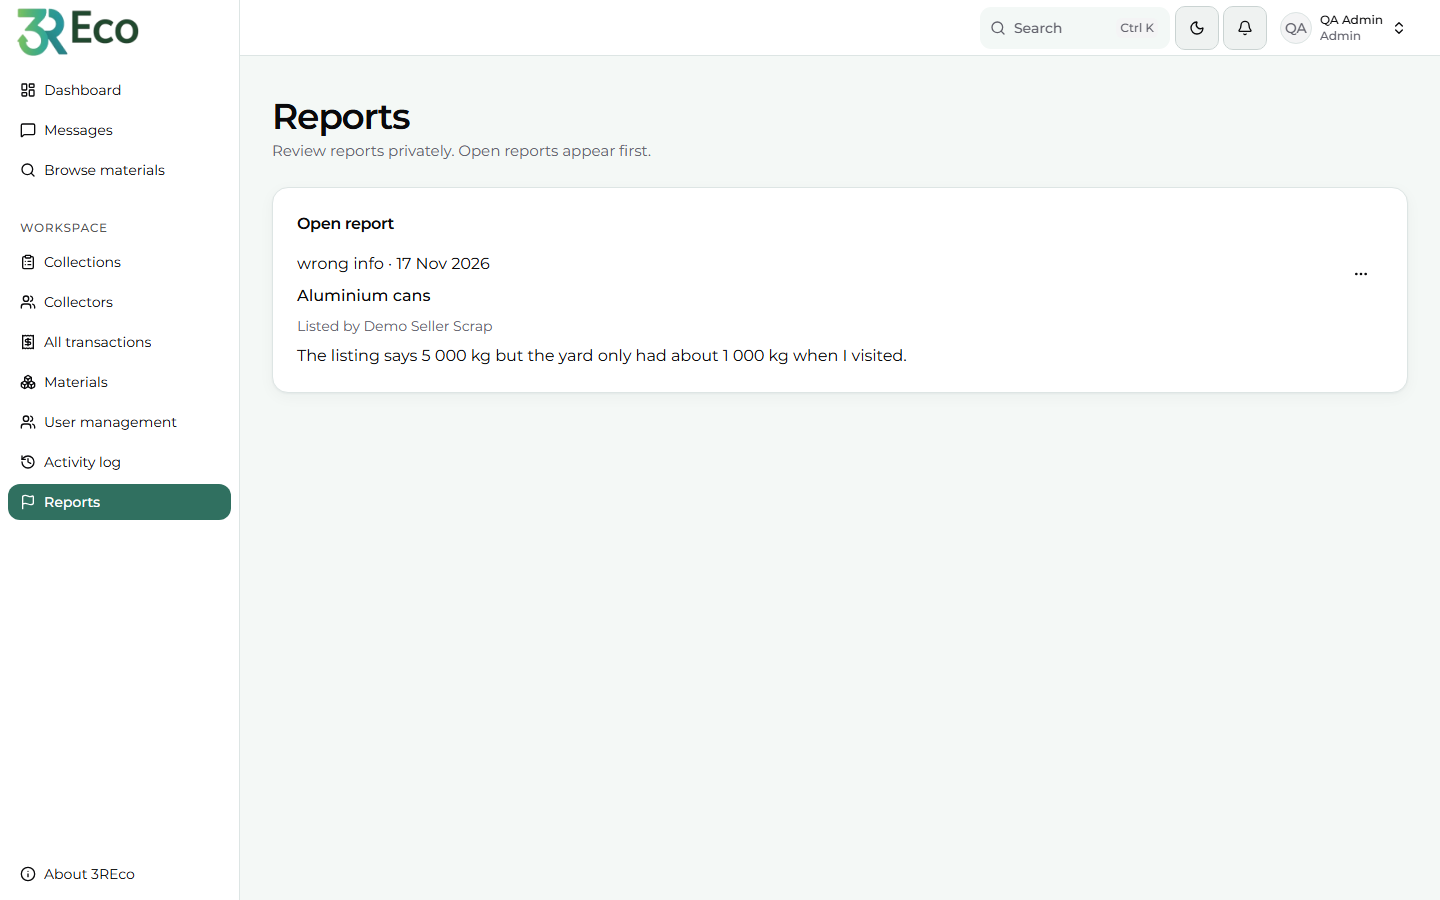 3R Eco
Search
Ctrl K
QA
QA Admin
Admin
Dashboard
Messages
Browse materials
WORKSPACE
Collections
Collectors
All transactions
Materials
User management
Activity log
Reports
About 3REco
Reports
Review reports privately. Open reports appear first.
Open report
wrong info · 17 Nov 2026
Aluminium cans
Listed by Demo Seller Scrap
The listing says 5 000 kg but the yard only had about 1 000 kg when I visited.